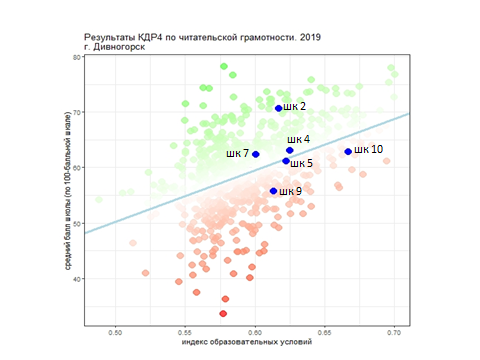 Результаты КДР4 по читательской грамотности. 2019
г. Дивногорск
средний балл школы (по 100-балльной шкале)
80
70
60
50
40
шк 2
шк 4
шк 7
шк 10
шк 5
шк 9
0.50 0.55 0.60 0.65 0.70
индекс образовательных условий